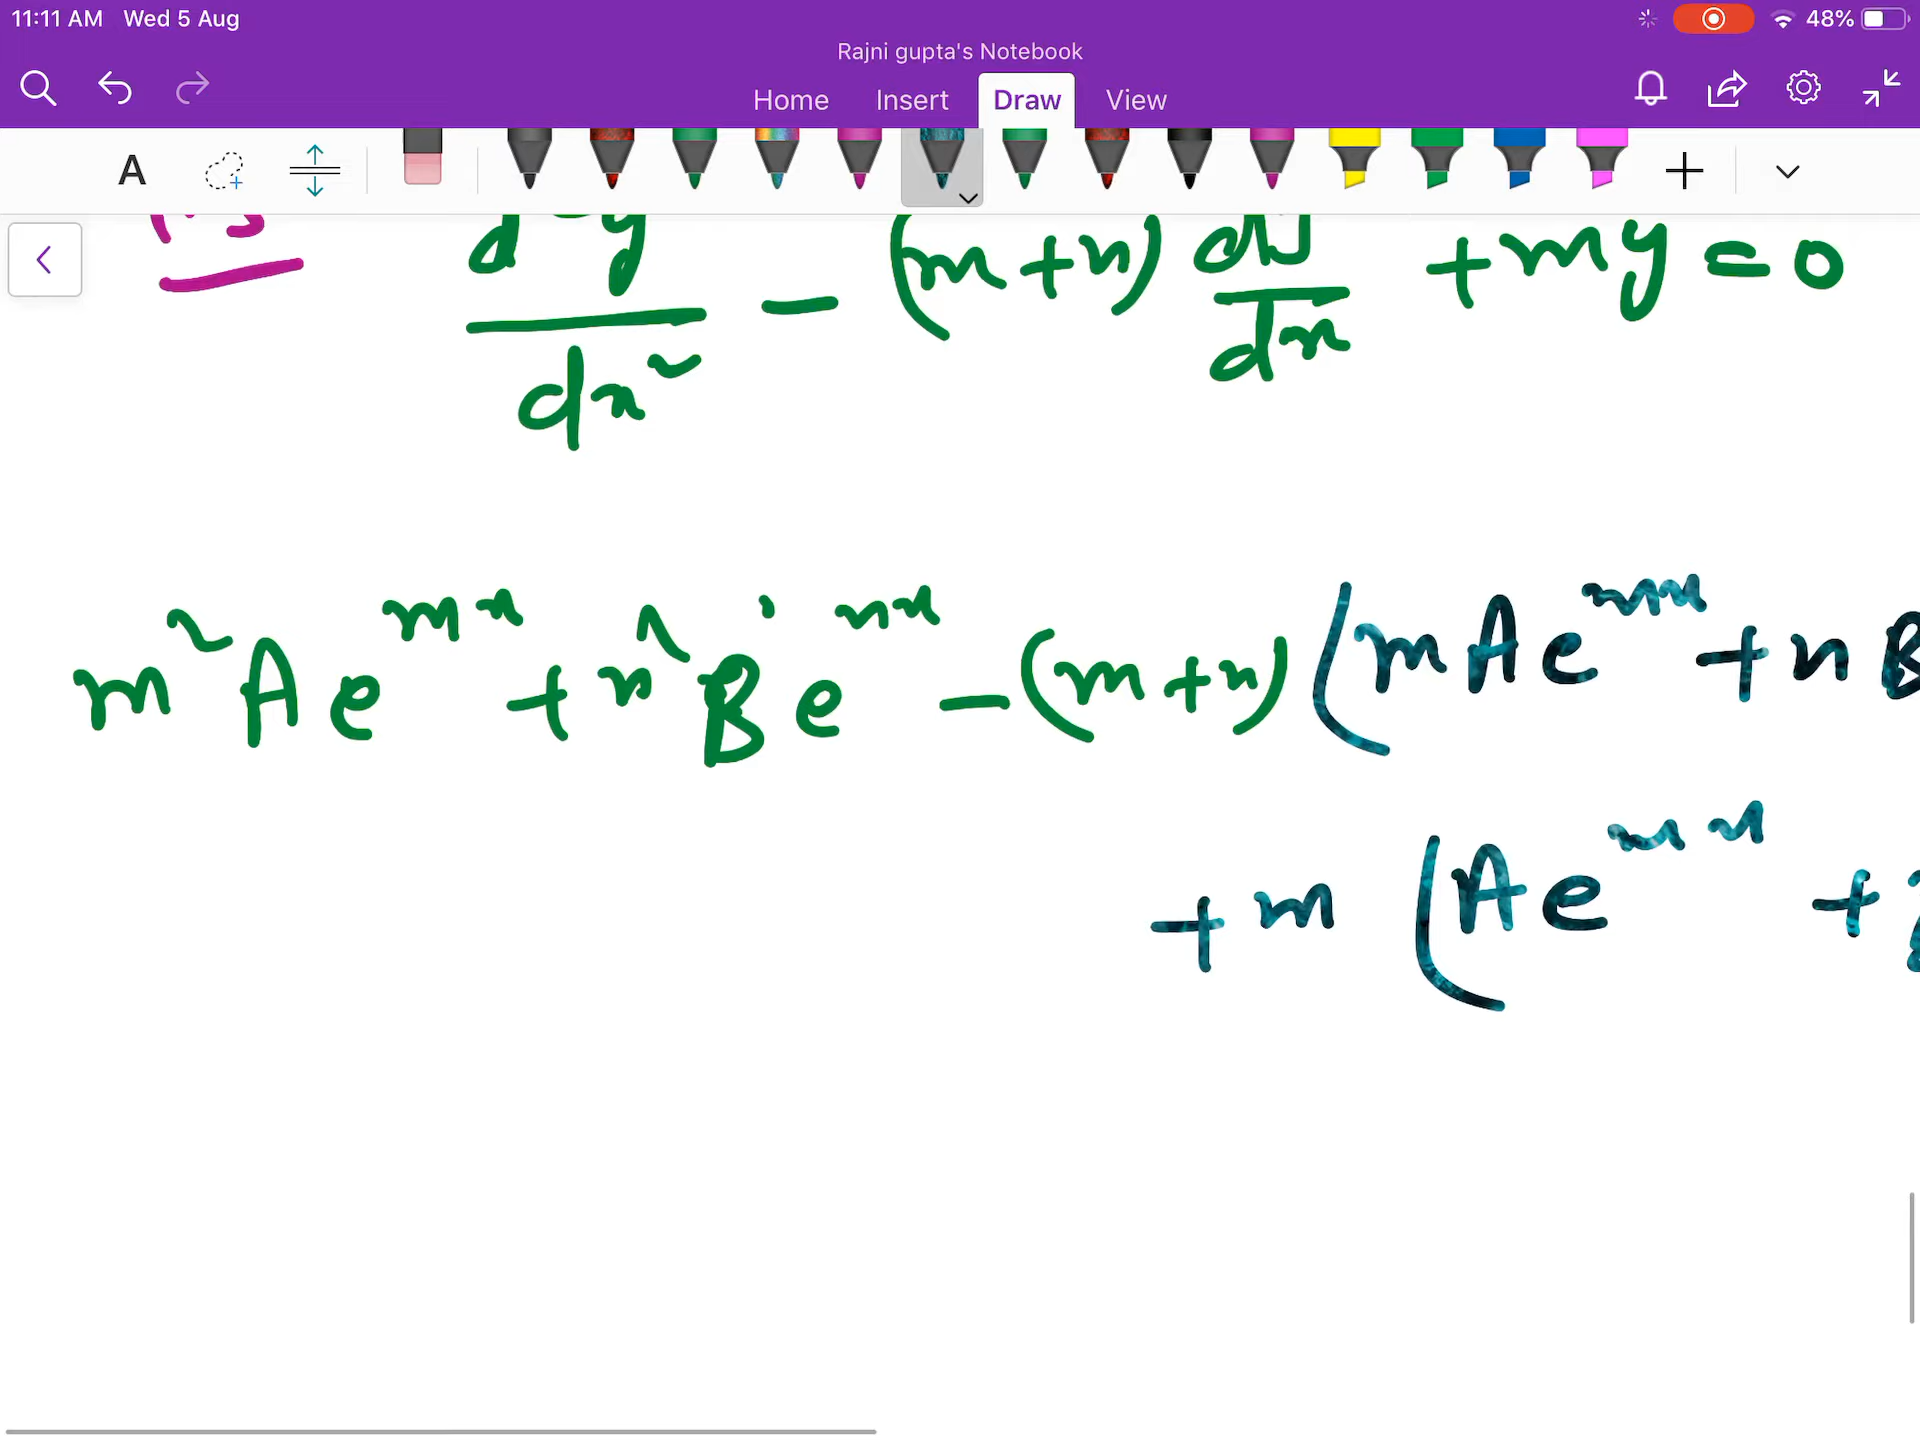 11:11 AM Wed 5 Aug
48%
Rajni gupta's Notebook
Home Insert Draw View
A
d²y/dx² - (m+n) dy/dx + my = 0
m²Ae^mx + n²Be^nx - (m+n) (mAe^mx + nB
+ m (Ae^mx +